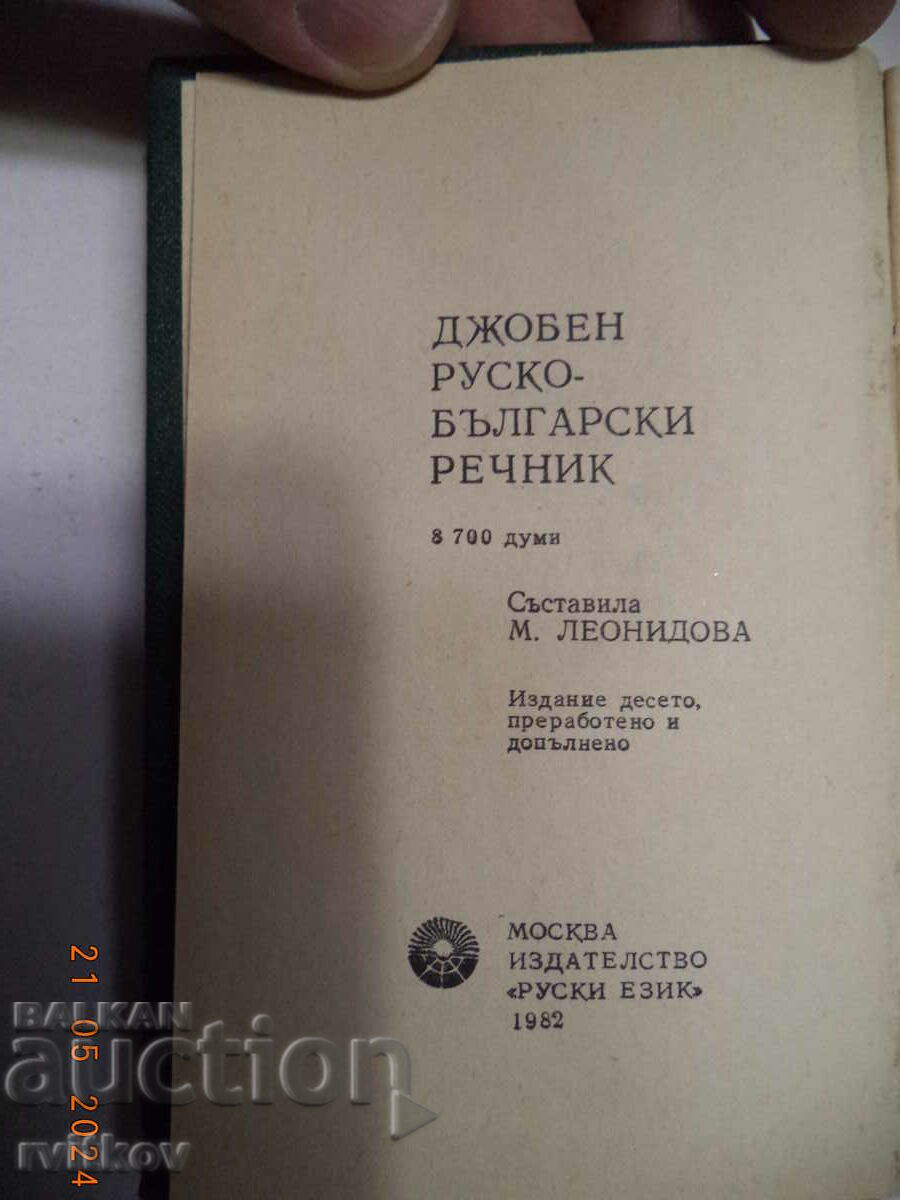 ДЖОБЕН
РУСКО-
БЪЛГАРСКИ
РЕЧНИК
8 700 думи
Съставила
М. ЛЕОНИДОВА
Издание десето,
преработено и
допълнено
МОСКВА
ИЗДАТЕЛСТВО
«РУСКИ ЕЗИК»
1982
21 05 2024
BALKAN
auction
rvitkov